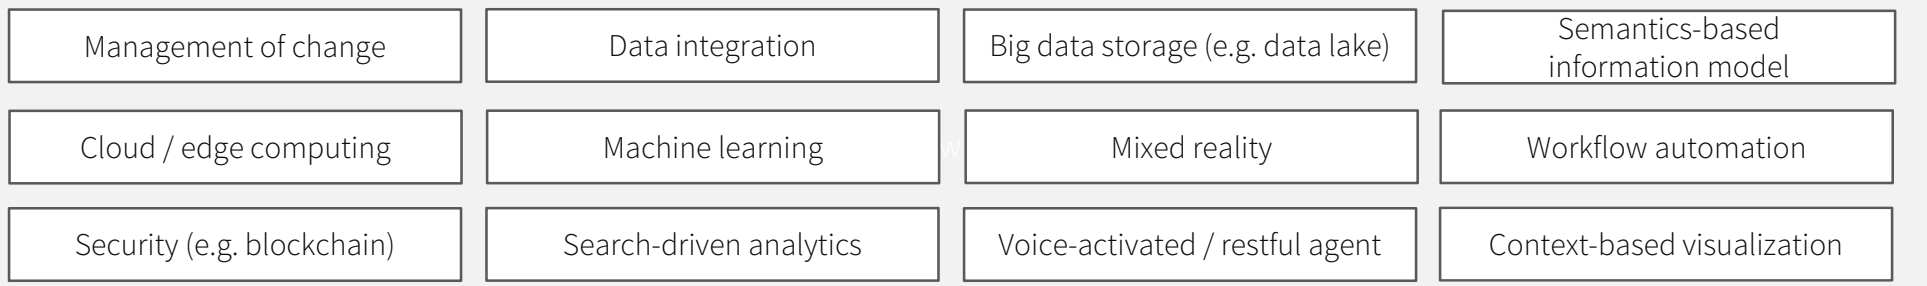 Management of change
Data integration
Big data storage (e.g. data lake)
Semantics-based
information model
Cloud / edge computing
Machine learning
Mixed reality
Workflow automation
Security (e.g. blockchain)
Search-driven analytics
Voice-activated / restful agent
Context-based visualization